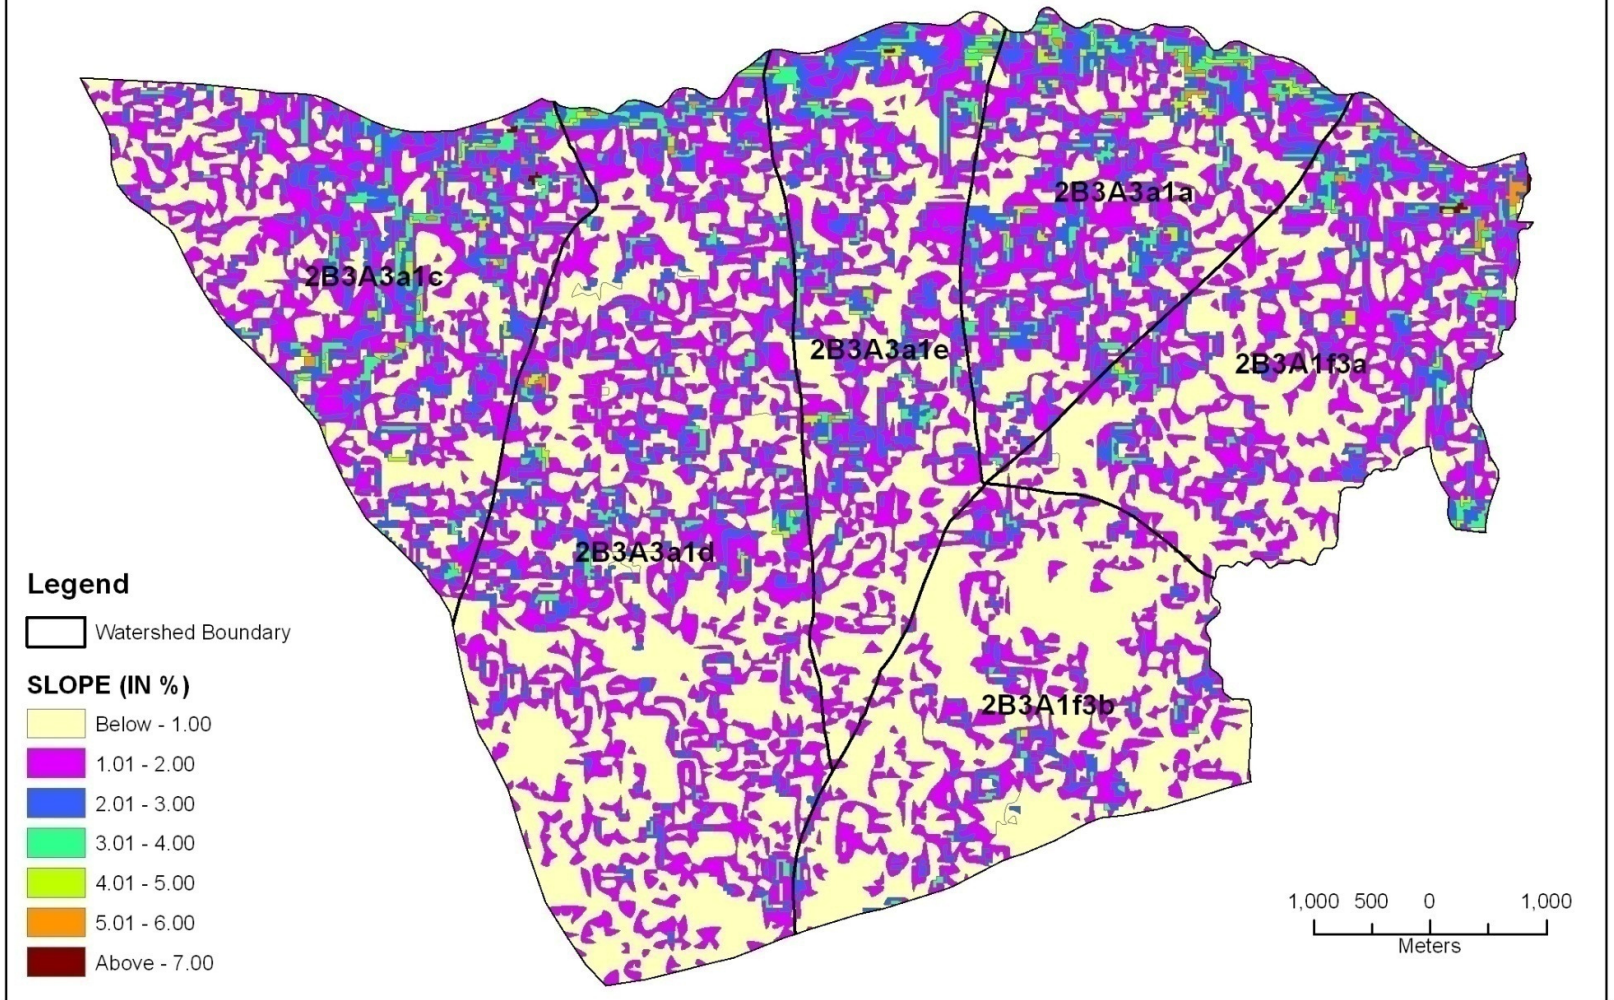 2B3A3a1a
2B3A3a1c
2B3A3a1e
2B3A1f3a
2B3A3a1d
2B3A1f3b
Legend
Watershed Boundary
SLOPE (IN %)
Below - 1.00
1.01 - 2.00
2.01 - 3.00
3.01 - 4.00
4.01 - 5.00
5.01 - 6.00
Above - 7.00
1,000 500 0 1,000
Meters